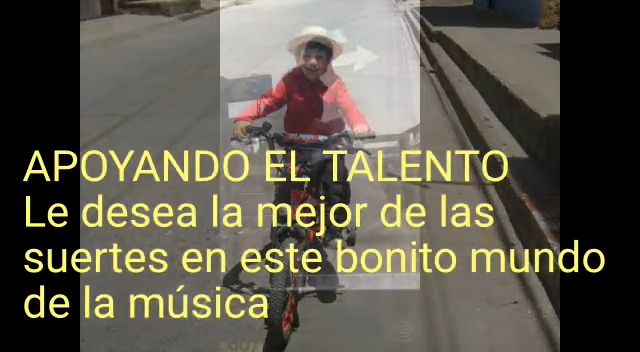 APOYANDO EL TALENTO
Le desea la mejor de las
suertes en este bonito mundo
de la música